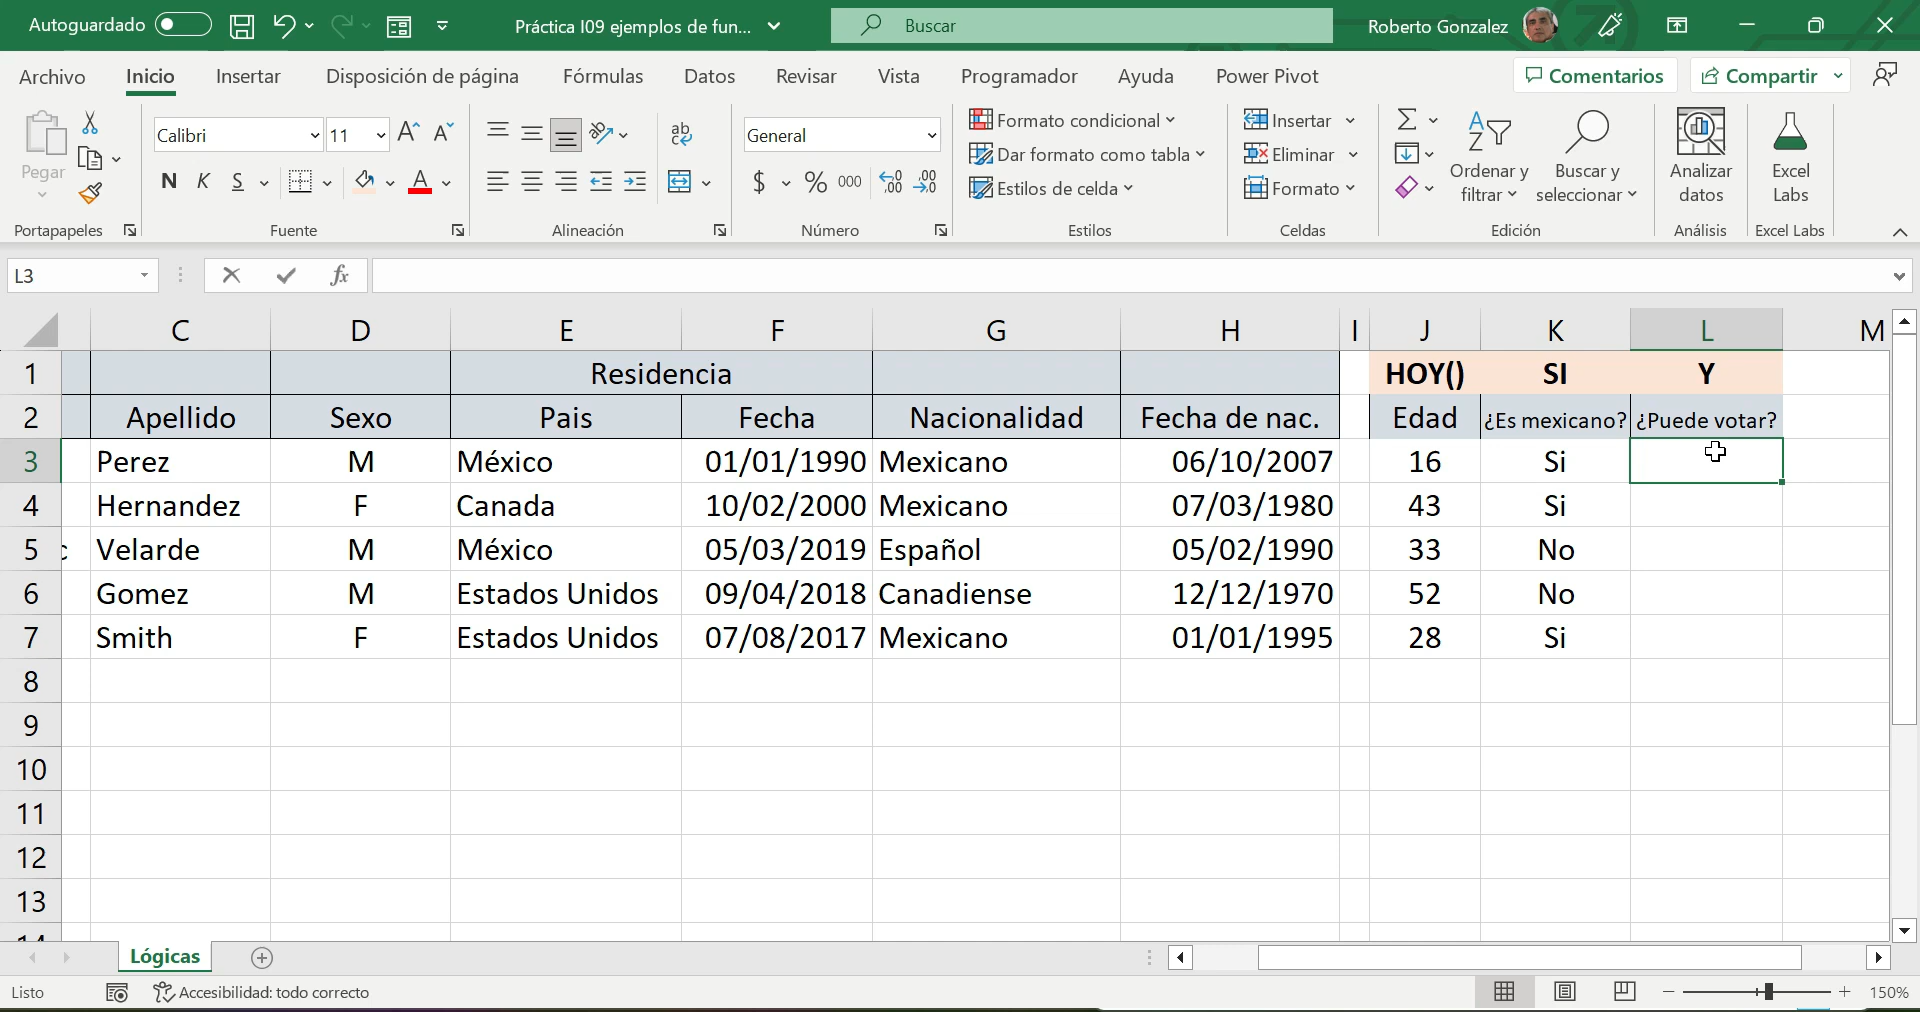 Autoguardado
Práctica I09 ejemplos de fun...
Buscar
Roberto Gonzalez
Archivo Inicio Insertar Disposición de página Fórmulas Datos Revisar Vista Programador Ayuda Power Pivot
Comentarios Compartir
Pegar
Portapapeles
Calibri 11
N K S
Fuente
ab
Alineación
General
$ % 000
Número
Formato condicional
Dar formato como tabla
Estilos de celda
Estilos
Insertar
Eliminar
Formato
Celdas
Ordenar y
filtrar
Buscar y
seleccionar
Edición
Analizar
datos
Análisis
Excel
Labs
Excel Labs
L3
fx
C D E F G H I J K L M
1 Residencia HOY() SI Y
2 Apellido Sexo Pais Fecha Nacionalidad Fecha de nac. Edad ¿Es mexicano? ¿Puede votar?
3 Perez M México 01/01/1990 Mexicano 06/10/2007 16 Si
4 Hernandez F Canada 10/02/2000 Mexicano 07/03/1980 43 Si
5 c Velarde M México 05/03/2019 Español 05/02/1990 33 No
6 Gomez M Estados Unidos 09/04/2018 Canadiense 12/12/1970 52 No
7 Smith F Estados Unidos 07/08/2017 Mexicano 01/01/1995 28 Si
8
9
10
11
12
13
14
Lógicas
Listo Accesibilidad: todo correcto 150%